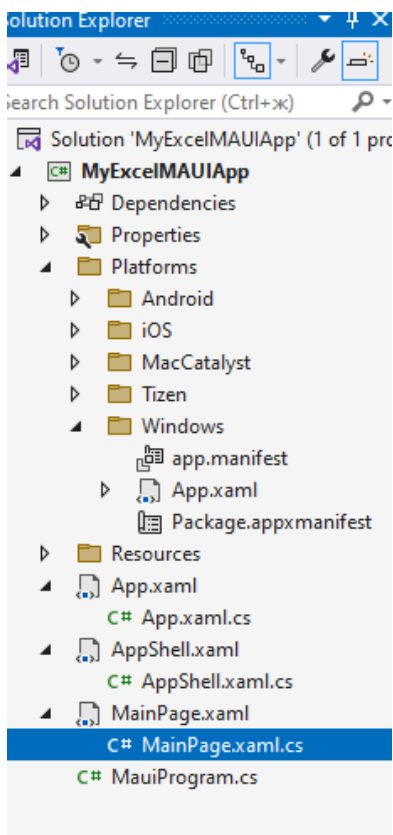 Solution Explorer
Search Solution Explorer (Ctrl+ж)
Solution 'MyExcelMAUIApp' (1 of 1 pro
C# MyExcelMAUIApp
Dependencies
Properties
Platforms
Android
iOS
MacCatalyst
Tizen
Windows
app.manifest
App.xaml
Package.appxmanifest
Resources
App.xaml
C# App.xaml.cs
AppShell.xaml
C# AppShell.xaml.cs
MainPage.xaml
C# MainPage.xaml.cs
C# MauiProgram.cs